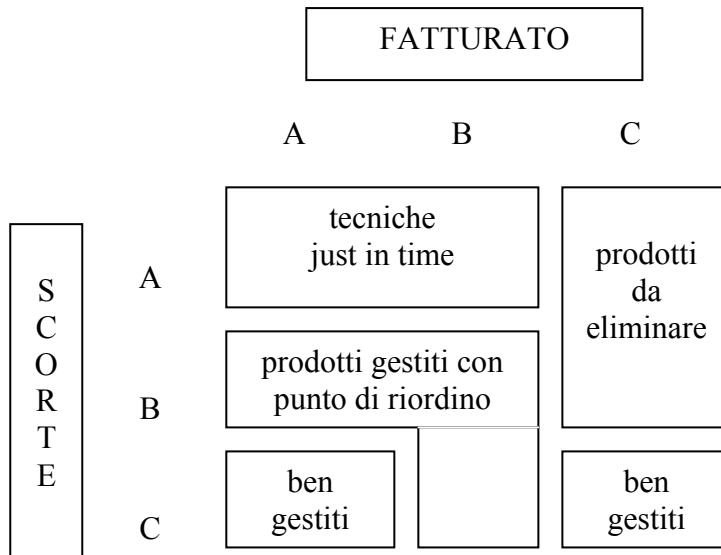 FATTURATO
A B C
tecniche
just in time
prodotti
da
eliminare
A
prodotti gestiti con
punto di riordino
B
ben
gestiti
ben
gestiti
C
S
C
O
R
T
E